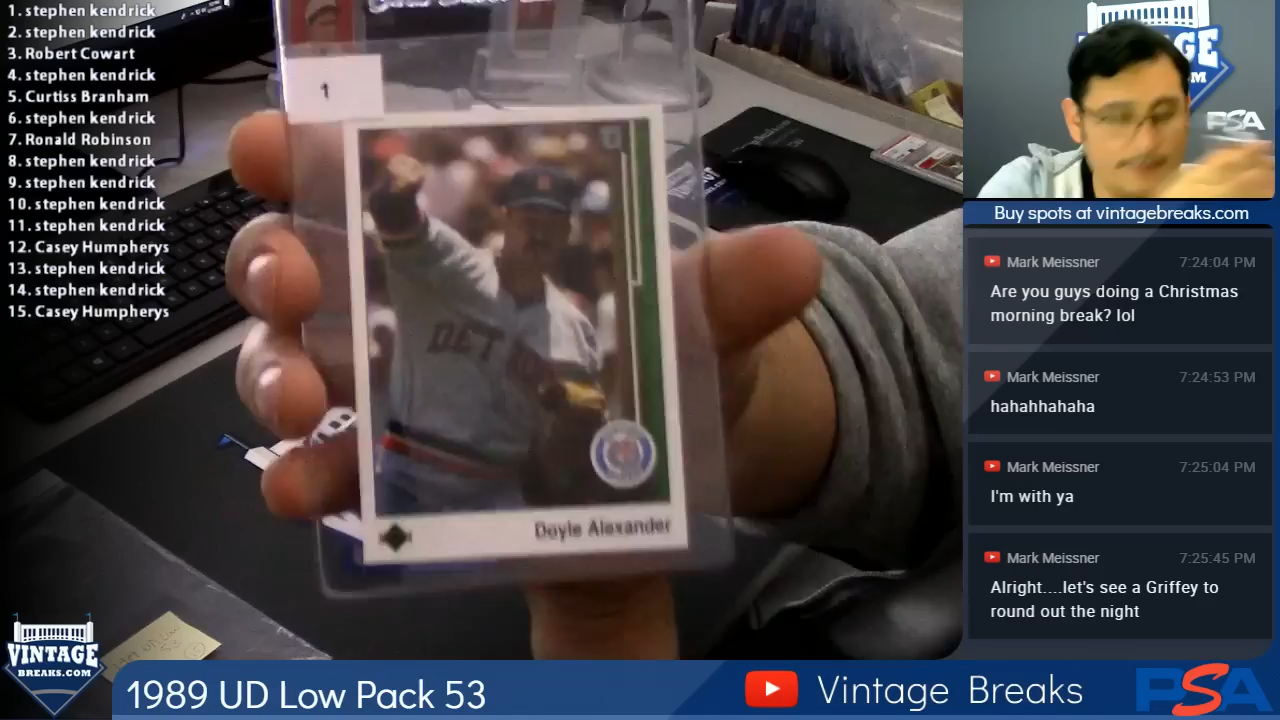 1. stephen kendrick
2. stephen kendrick
3. Robert Cowart
4. stephen kendrick
5. Curtiss Branham
6. stephen kendrick
7. Ronald Robinson
8. stephen kendrick
9. stephen kendrick
10. stephen kendrick
11. stephen kendrick
12. Casey Humpherys
13. stephen kendrick
14. stephen kendrick
15. Casey Humpherys
1
DET
Doyle Alexander
VINTAGE
BREAKS.COM
1989 UD Low Pack 53
Vintage Breaks
PSA
PSA
Buy spots at vintagebreaks.com
Mark Meissner 7:24:04 PM
Are you guys doing a Christmas
morning break? lol
Mark Meissner 7:24:53 PM
hahahhahaha
Mark Meissner 7:25:04 PM
I'm with ya
Mark Meissner 7:25:45 PM
Alright....let's see a Griffey to
round out the night